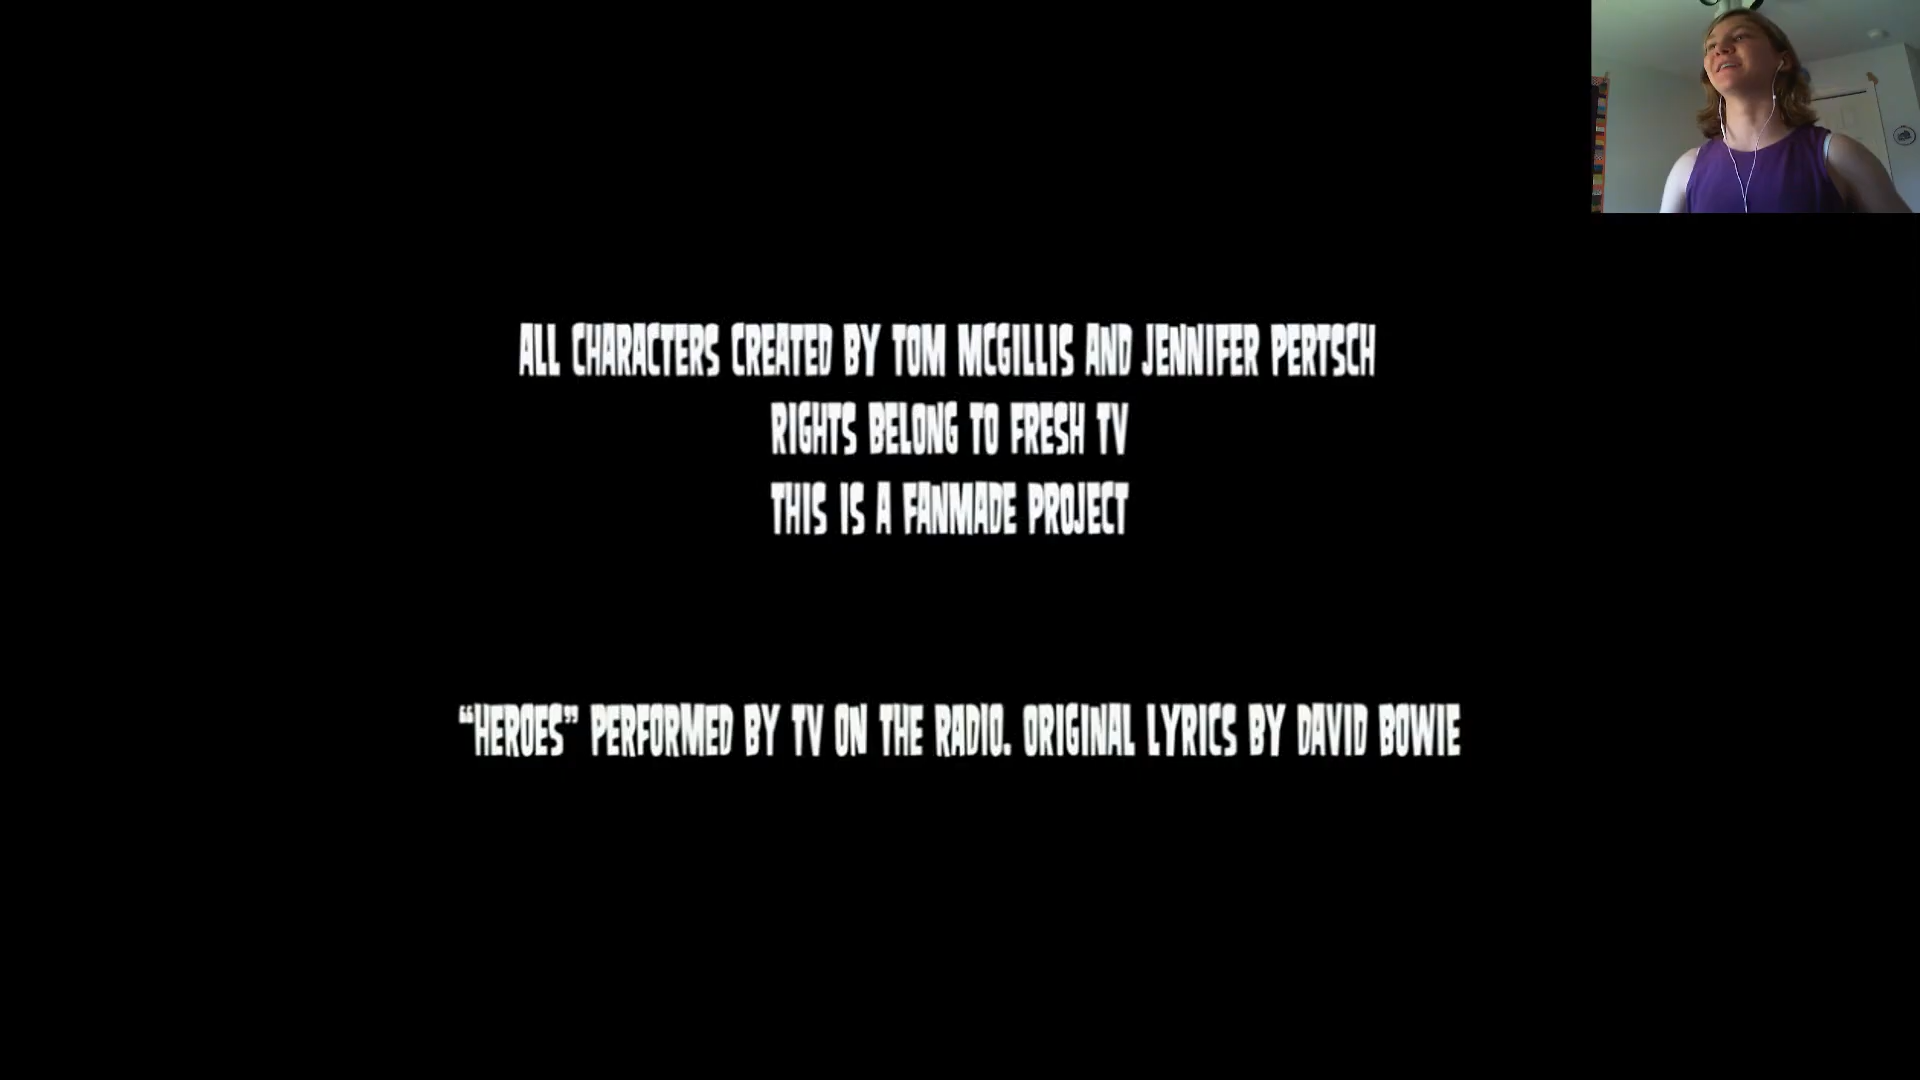 ALL CHARACTERS CREATED BY TOM MCGILLIS AND JENNIFER PERTSCH
RIGHTS BELONG TO FRESH TV
THIS IS A FANMADE PROJECT
“HEROES” PERFORMED BY TV ON THE RADIO. ORIGINAL LYRICS BY DAVID BOWIE